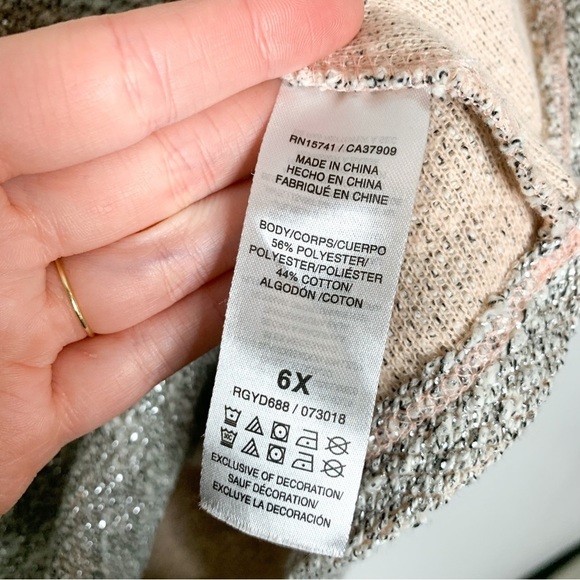 RN15741 / CA37909
MADE IN CHINA
HECHO EN CHINA
FABRIQUÉ EN CHINE
BODY/CORPS/CUERPO
56% POLYESTER/
POLYESTER/POLIÉSTER
44% COTTON/
ALGODÓN /COTON
6X
RGYD688 / 073018
EXCLUSIVE OF DECORATION/
SAUF DÉCORATION/
EXCLUYE LA DECORACIÓN